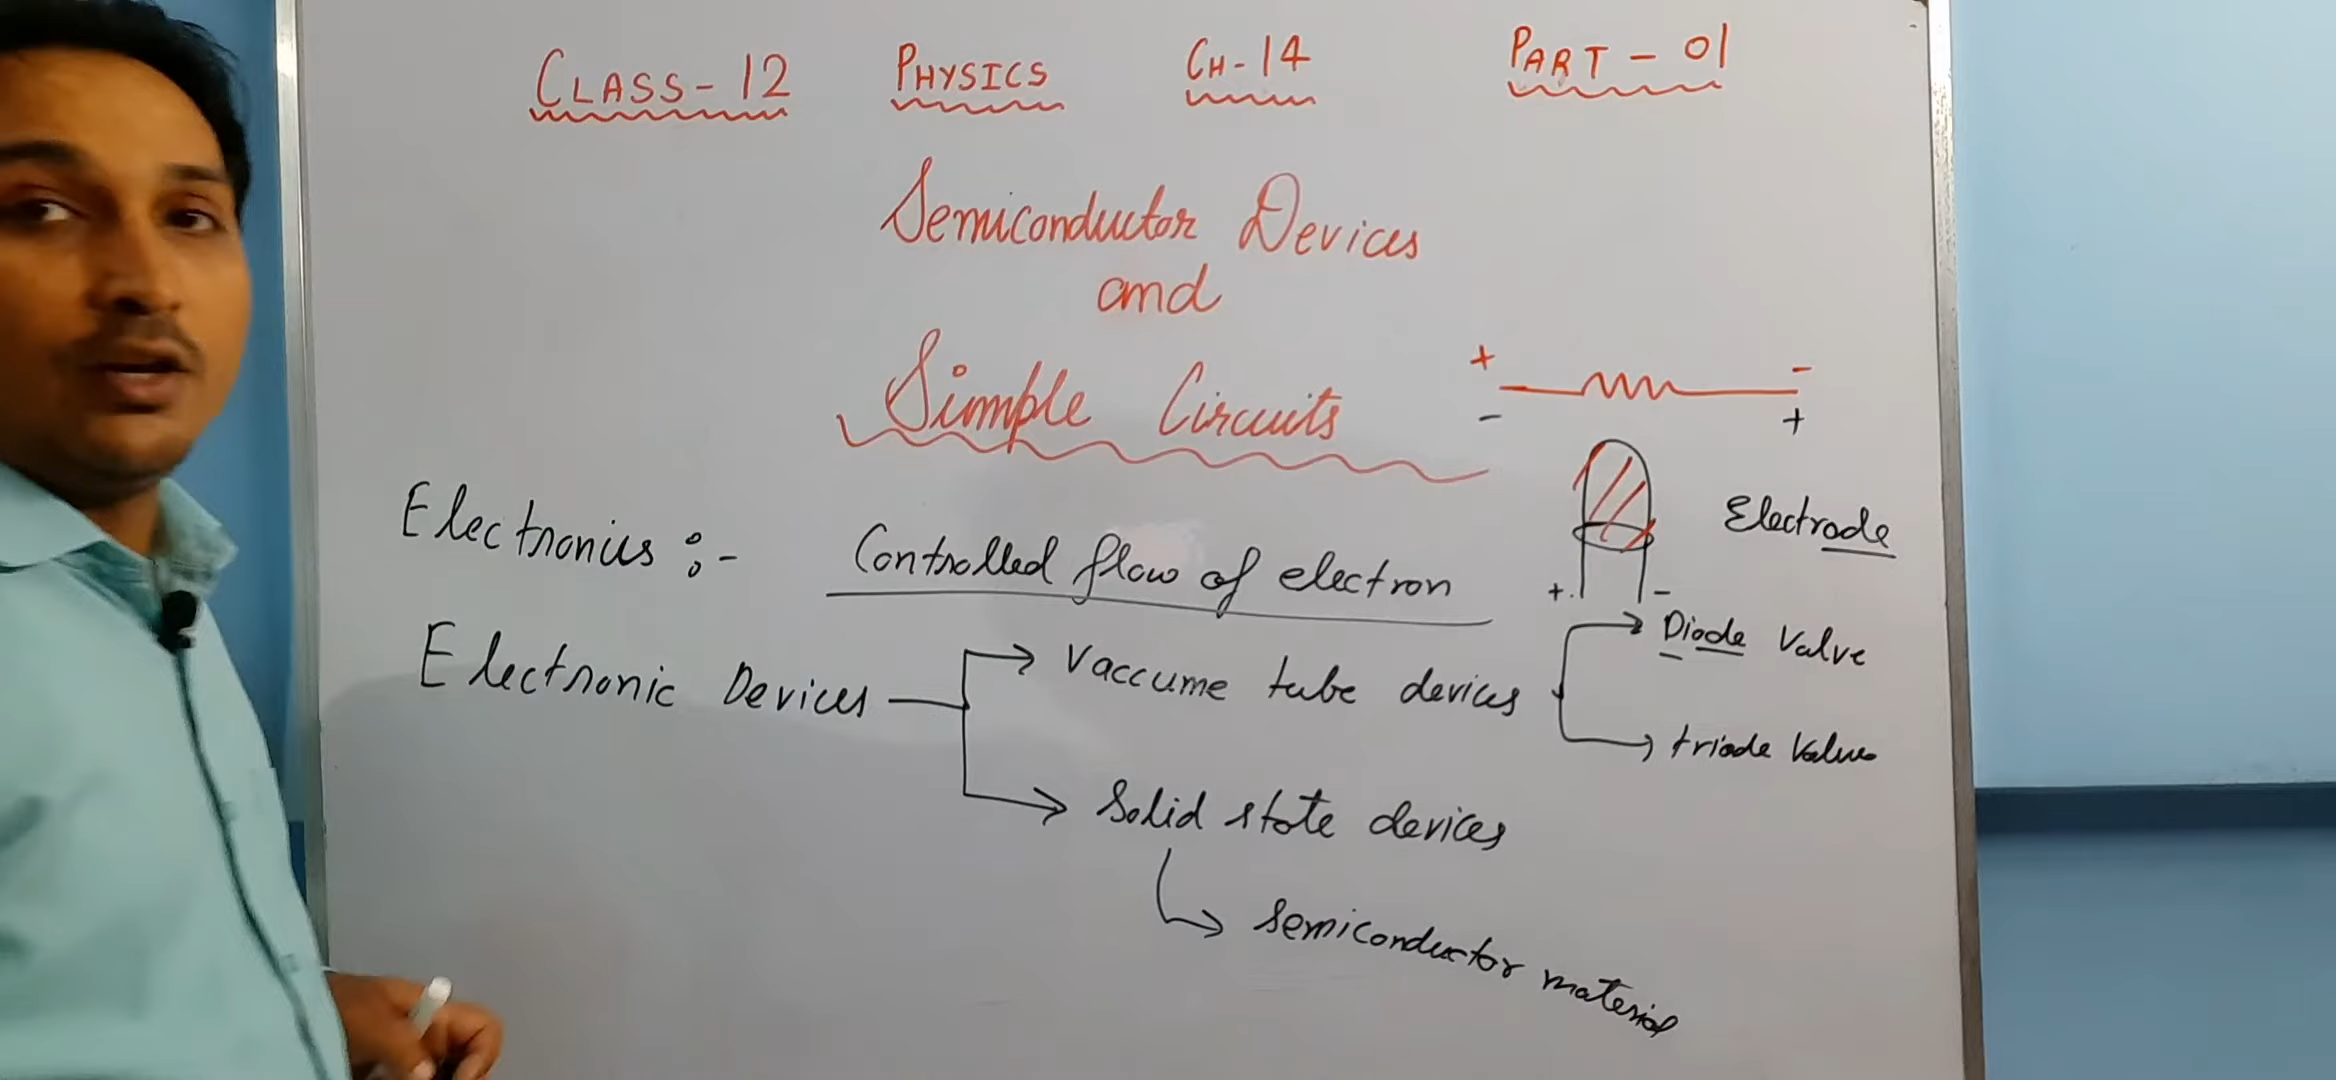 CLASS-12 PHYSICS CH-14 PART-01
Semiconductor Devices
and
Simple Circuits
+ -
- +
Electrode
Electronics :- Controlled flow of electron
+ -
Electronic Devices
Vaccume tube devices
Diode Valve
triode Valve
Solid state devices
Semiconductor material